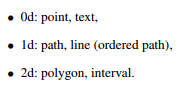 • 0d: point, text,
• 1d: path, line (ordered path),
• 2d: polygon, interval.